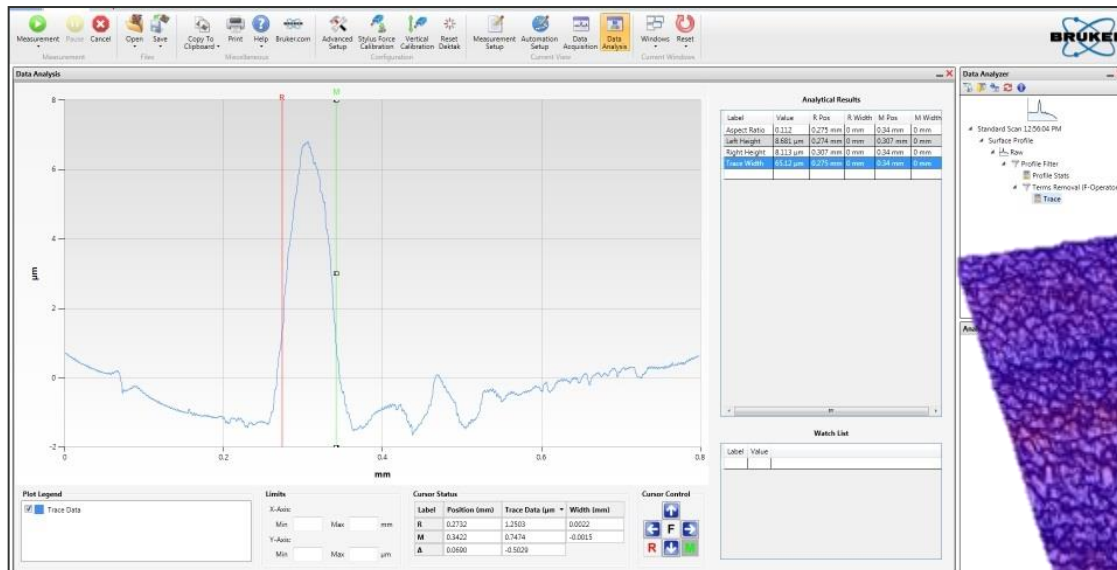 Measurement Pause Cancel Open Save Copy To Clipboard Print Help Bruker.com Advanced Setup Stylus Force Calibration Vertical Calibration Reset Dektak Measurement Setup Automation Setup Data Acquisition Data Analysis Windows Reset
Measurement Files Miscellaneous Configuration Current View Current Windows
BRUKER
Data Analysis
Data Analyzer
R M
Analytical Results
Label Value R Pos R Width M Pos M Width
Aspect Ratio 0.112 0.275 mm 0 mm 0.34 mm 0 mm
Left Height 8.681 µm 0.274 mm 0 mm 0.307 mm 0 mm
Right Height 8.113 µm 0.307 mm 0 mm 0.34 mm 0 mm
Trace Width 65.12 µm 0.275 mm 0 mm 0.34 mm 0 mm
Standard Scan 12:56:04 PM
Surface Profile
Raw
Profile Filter
Profile Stats
Terms Removal (F-Operator
Trace
8
6
4
2
0
-2
µm
0 0.2 0.4 0.6 0.8
mm
Watch List
Label Value
Plot Legend
Trace Data
Limits
X-Axis:
Min Max mm
Y-Axis:
Min Max µm
Cursor Status
Label Position (mm) Trace Data (µm Width (mm)
R 0.2732 1.2503 0.0022
M 0.3422 0.7474 -0.0015
Δ 0.0690 -0.5029
Cursor Control
F
R M